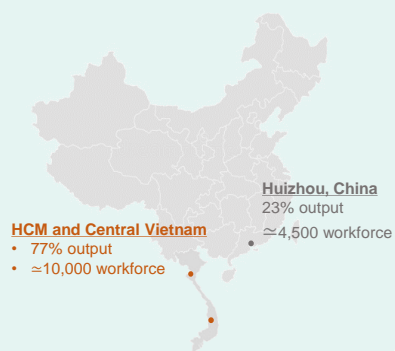 Huizhou, China
23% output
≃4,500 workforce
HCM and Central Vietnam
• 77% output
• ≃10,000 workforce